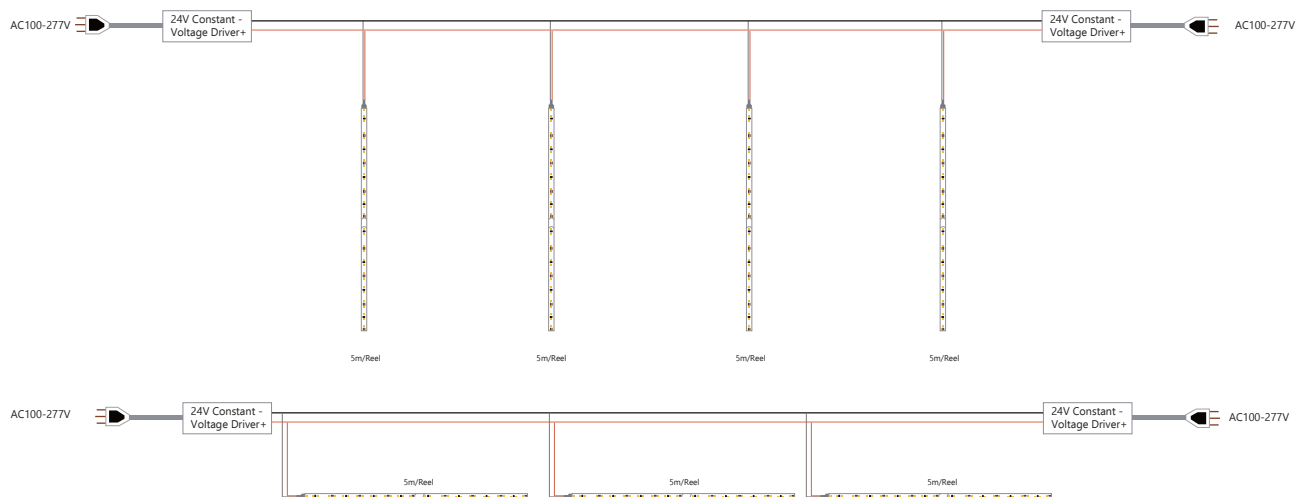 AC100-277V
24V Constant -
Voltage Driver+
24V Constant -
Voltage Driver+
AC100-277V
5m/Reel
5m/Reel
5m/Reel
5m/Reel
AC100-277V
24V Constant -
Voltage Driver+
24V Constant -
Voltage Driver+
AC100-277V
5m/Reel
5m/Reel
5m/Reel